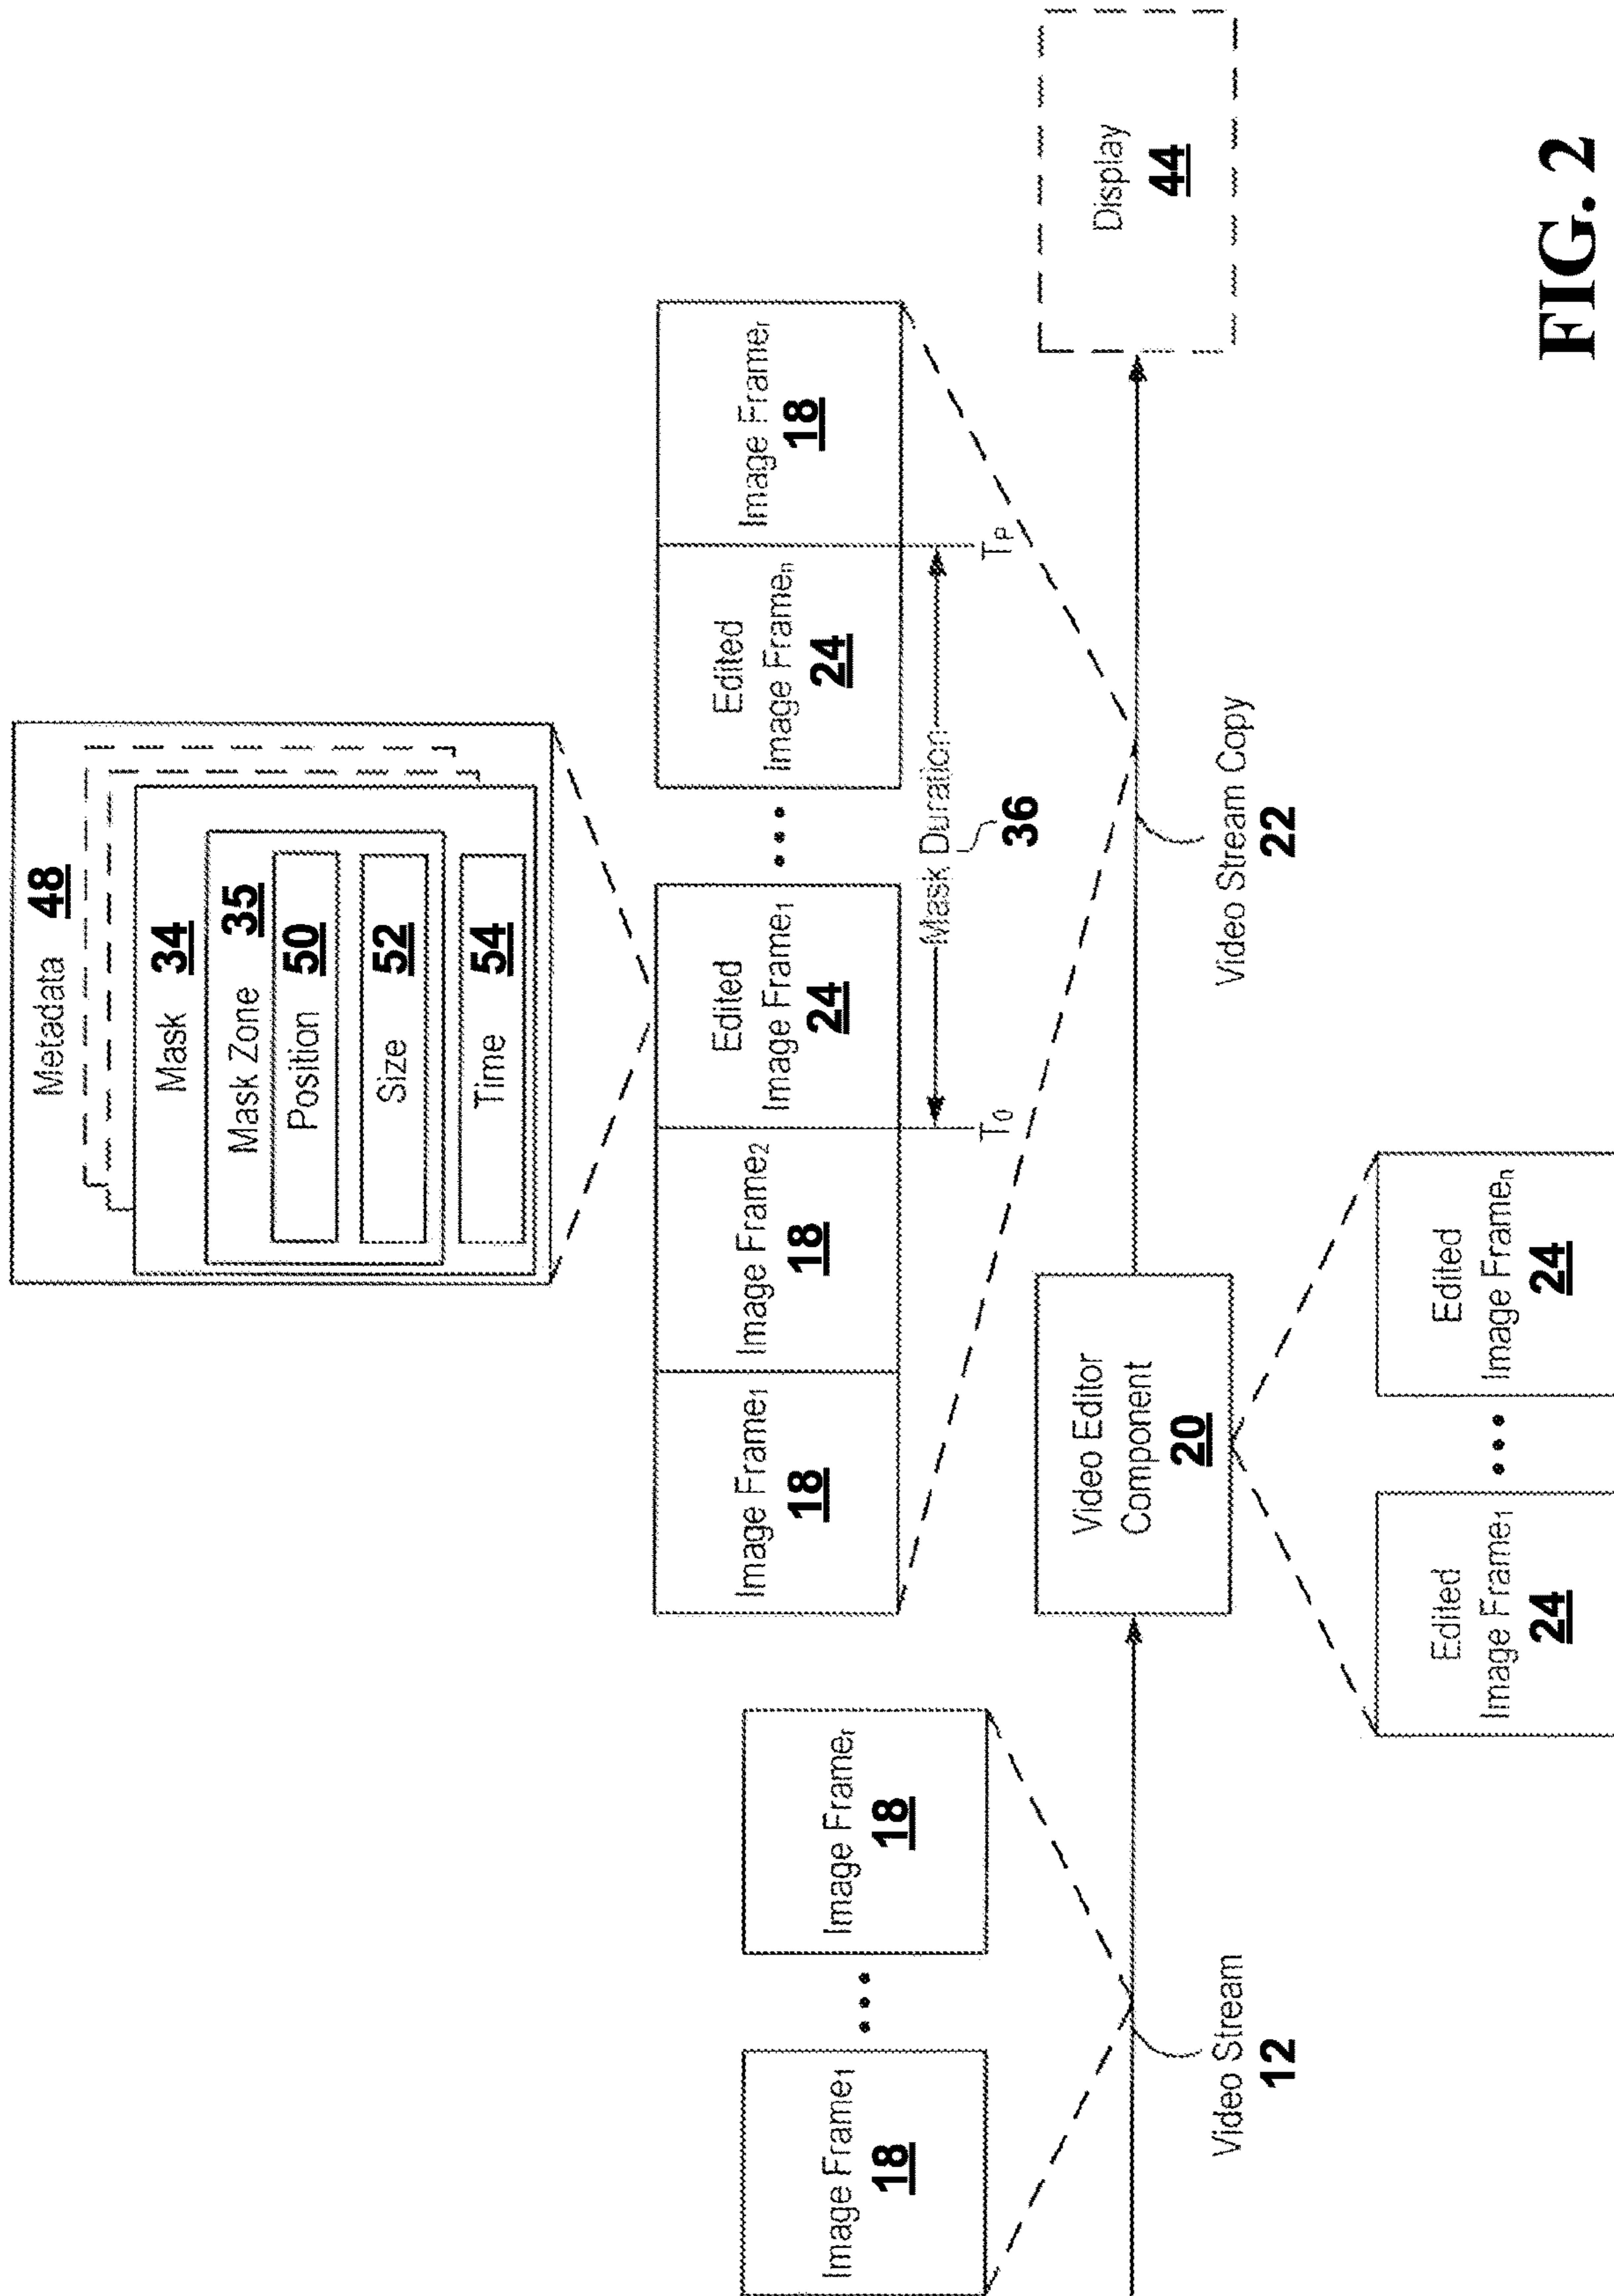 Metadata 48
Mask 34
Mask Zone 35
Position 50
Size 52
Time 54
Image Frame1
18
Image Frame2
18
Edited
Image Frame1
24
•••
Edited
Image Framen
24
Image Framer
18
T0
Mask Duration
TP
36
Image Frame1
18
•••
Image Framer
18
Video Editor
Component
20
Display
44
Video Stream
12
Video Stream Copy
22
Edited
Image Frame1
24
•••
Edited
Image Framen
24
FIG. 2